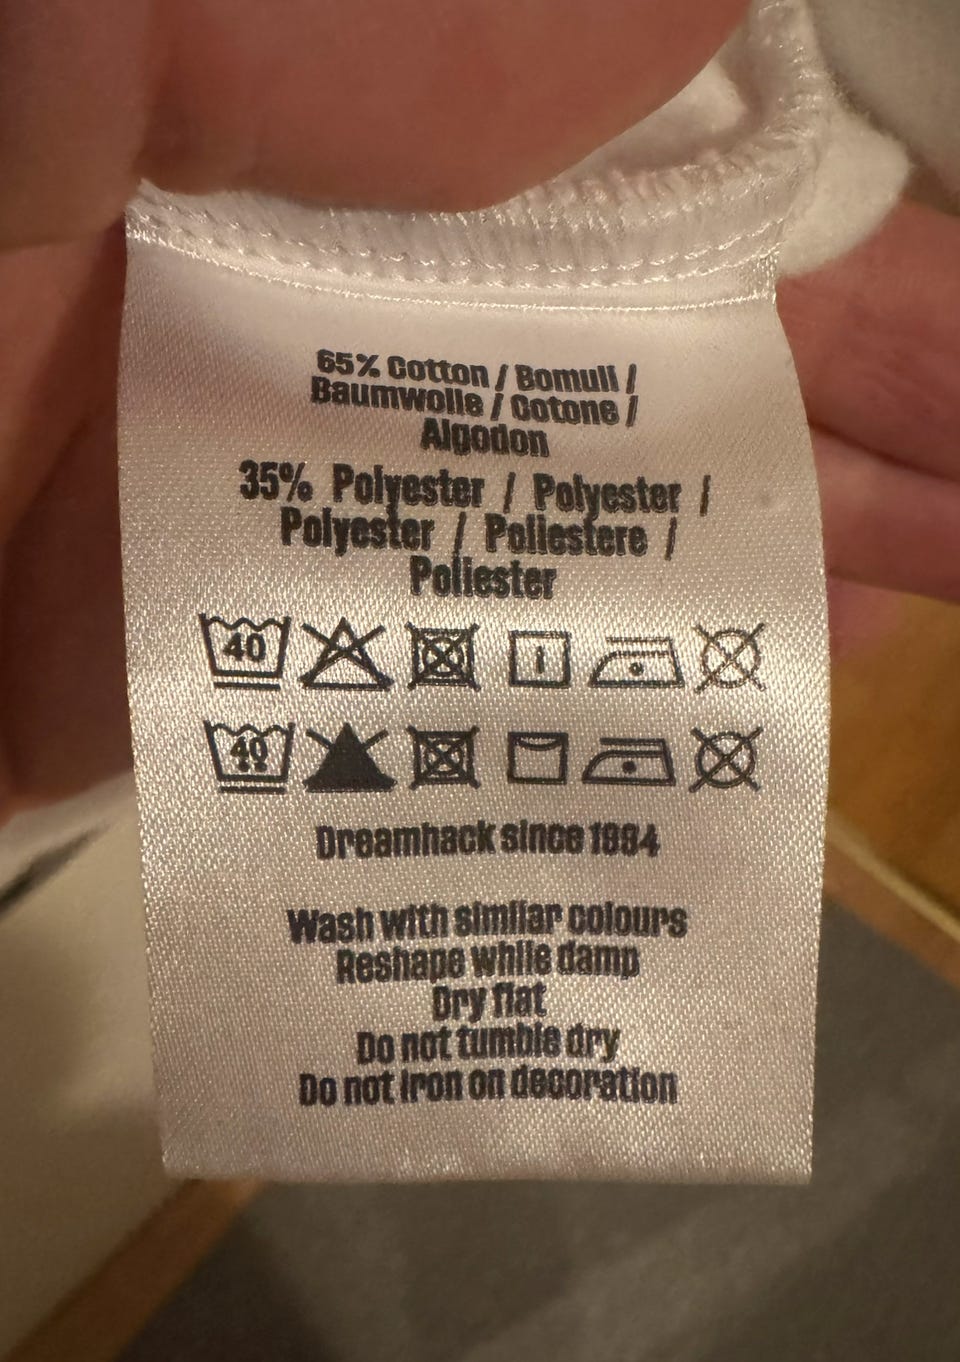 65% Cotton / Bomull /
Baumwolle / Cotone /
Algodon
35% Polyester / Polyester /
Polyester / Poliestere /
Poliester
40
40
Dreamhack since 1994
Wash with similar colours
Reshape while damp
Dry flat
Do not tumble dry
Do not iron on decoration